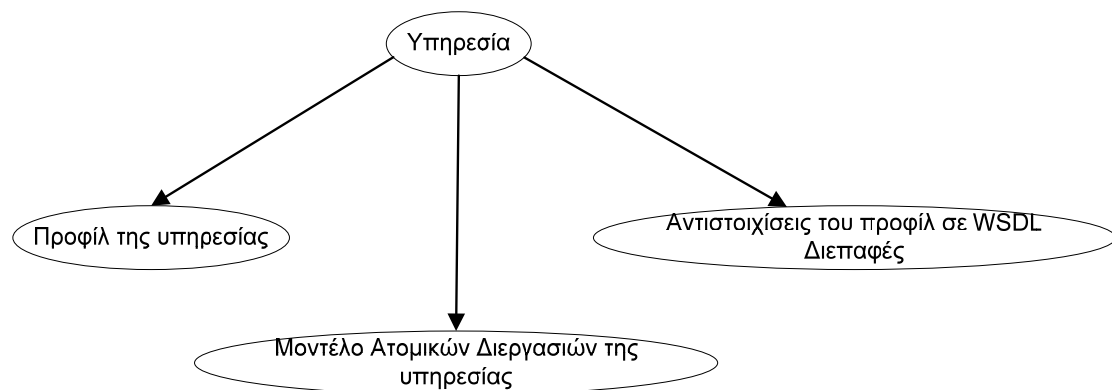 Υπηρεσία
Προφίλ της υπηρεσίας
Αντιστοιχίσεις του προφίλ σε WSDL
Διεπαφές
Μοντέλο Ατομικών Διεργασιών της
υπηρεσίας